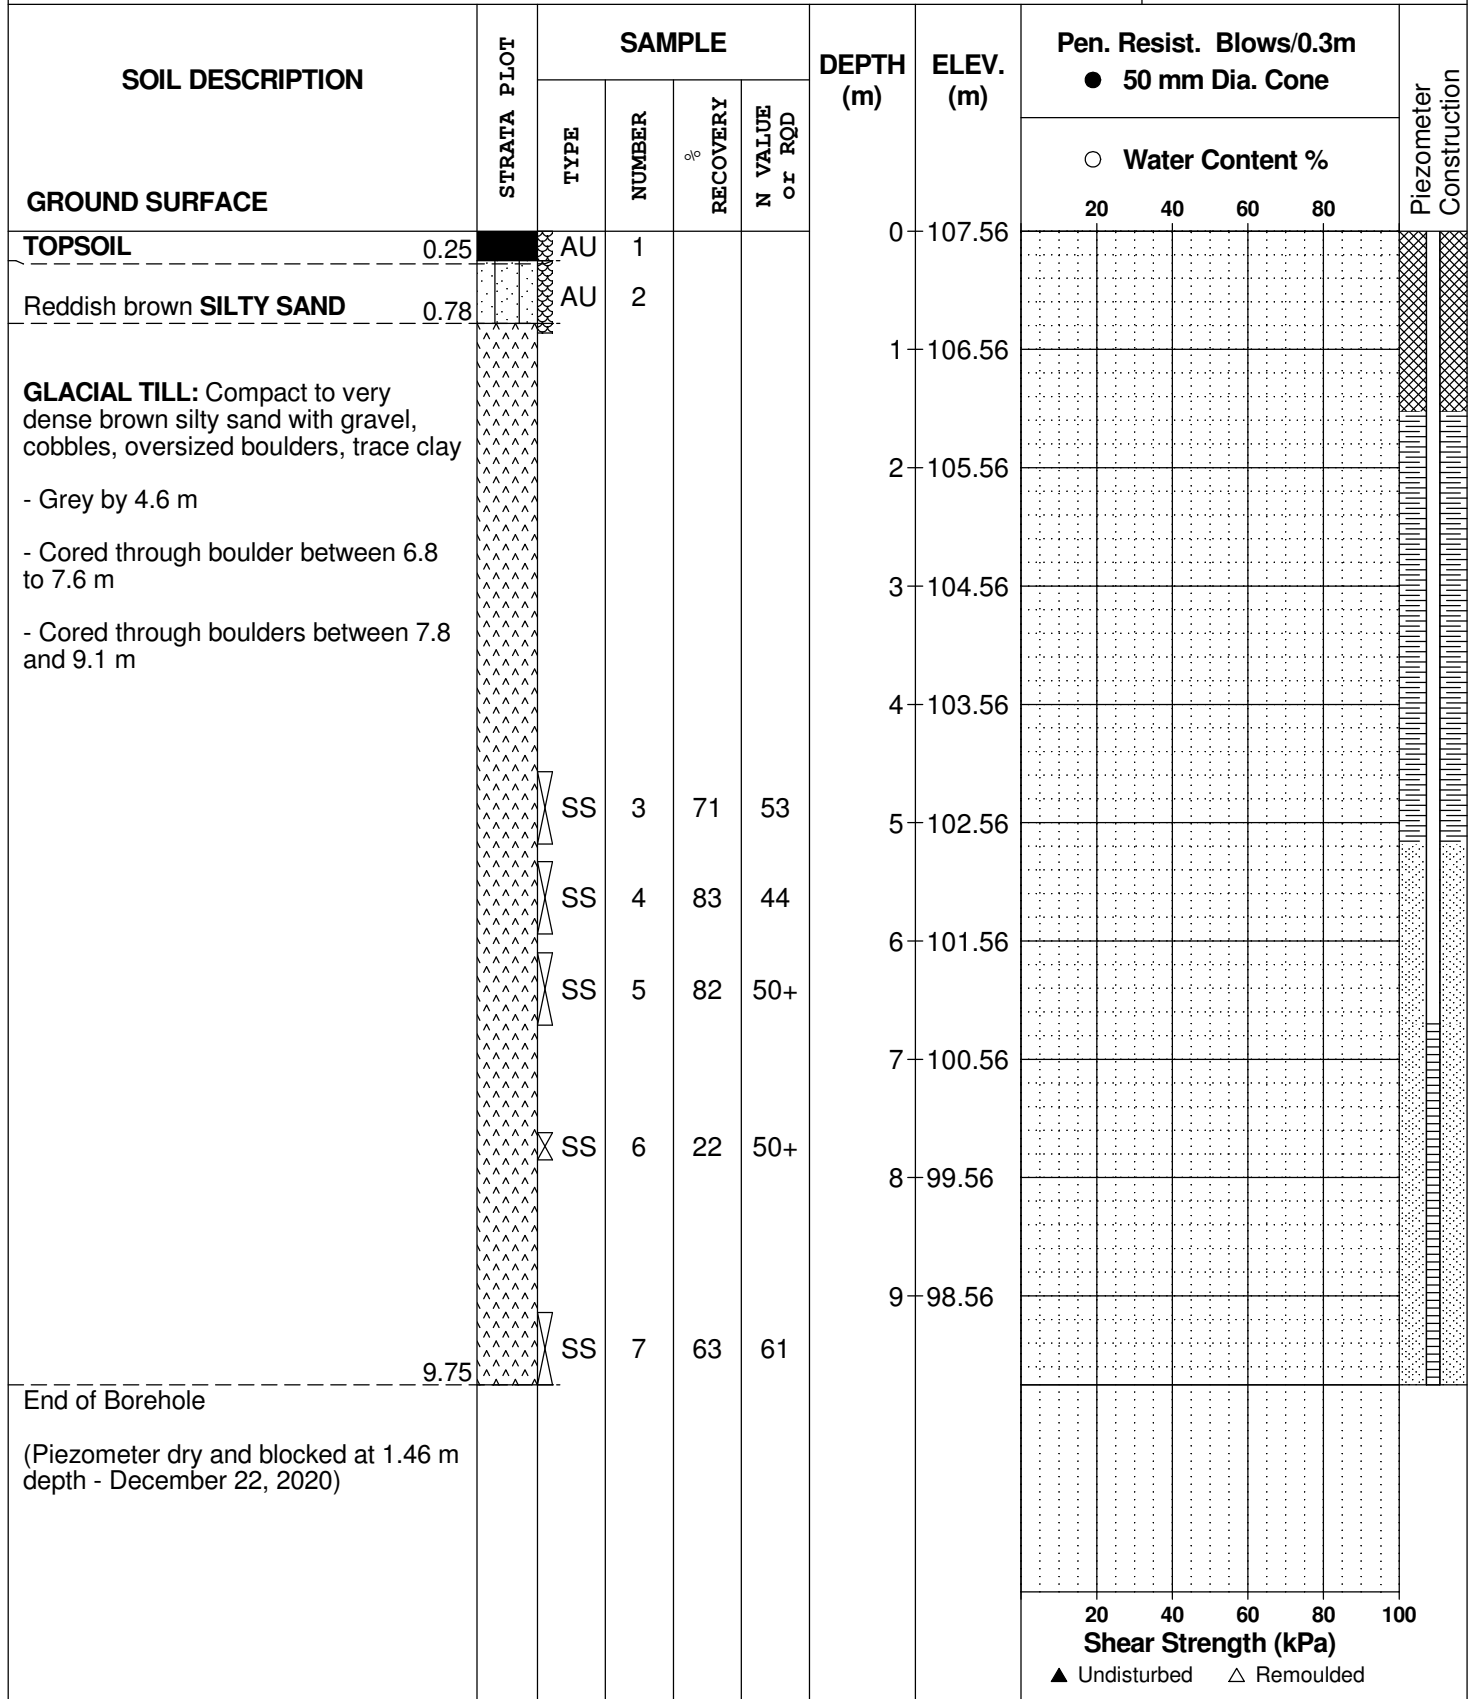 SOIL DESCRIPTION
GROUND SURFACE
STRATA PLOT
SAMPLE
TYPE
NUMBER
%
RECOVERY
N VALUE
or RQD
DEPTH
(m)
ELEV.
(m)
Pen. Resist. Blows/0.3m
● 50 mm Dia. Cone
○ Water Content %
20 40 60 80
Piezometer
Construction
TOPSOIL 0.25
AU 1
0 107.56
Reddish brown SILTY SAND 0.78
AU 2
1 106.56
GLACIAL TILL: Compact to very
dense brown silty sand with gravel,
cobbles, oversized boulders, trace clay
2 105.56
- Grey by 4.6 m
- Cored through boulder between 6.8
to 7.6 m
3 104.56
- Cored through boulders between 7.8
and 9.1 m
4 103.56
SS 3 71 53
5 102.56
SS 4 83 44
6 101.56
SS 5 82 50+
7 100.56
SS 6 22 50+
8 99.56
9 98.56
SS 7 63 61
9.75
End of Borehole
(Piezometer dry and blocked at 1.46 m
depth - December 22, 2020)
20 40 60 80 100
Shear Strength (kPa)
▲ Undisturbed △ Remoulded